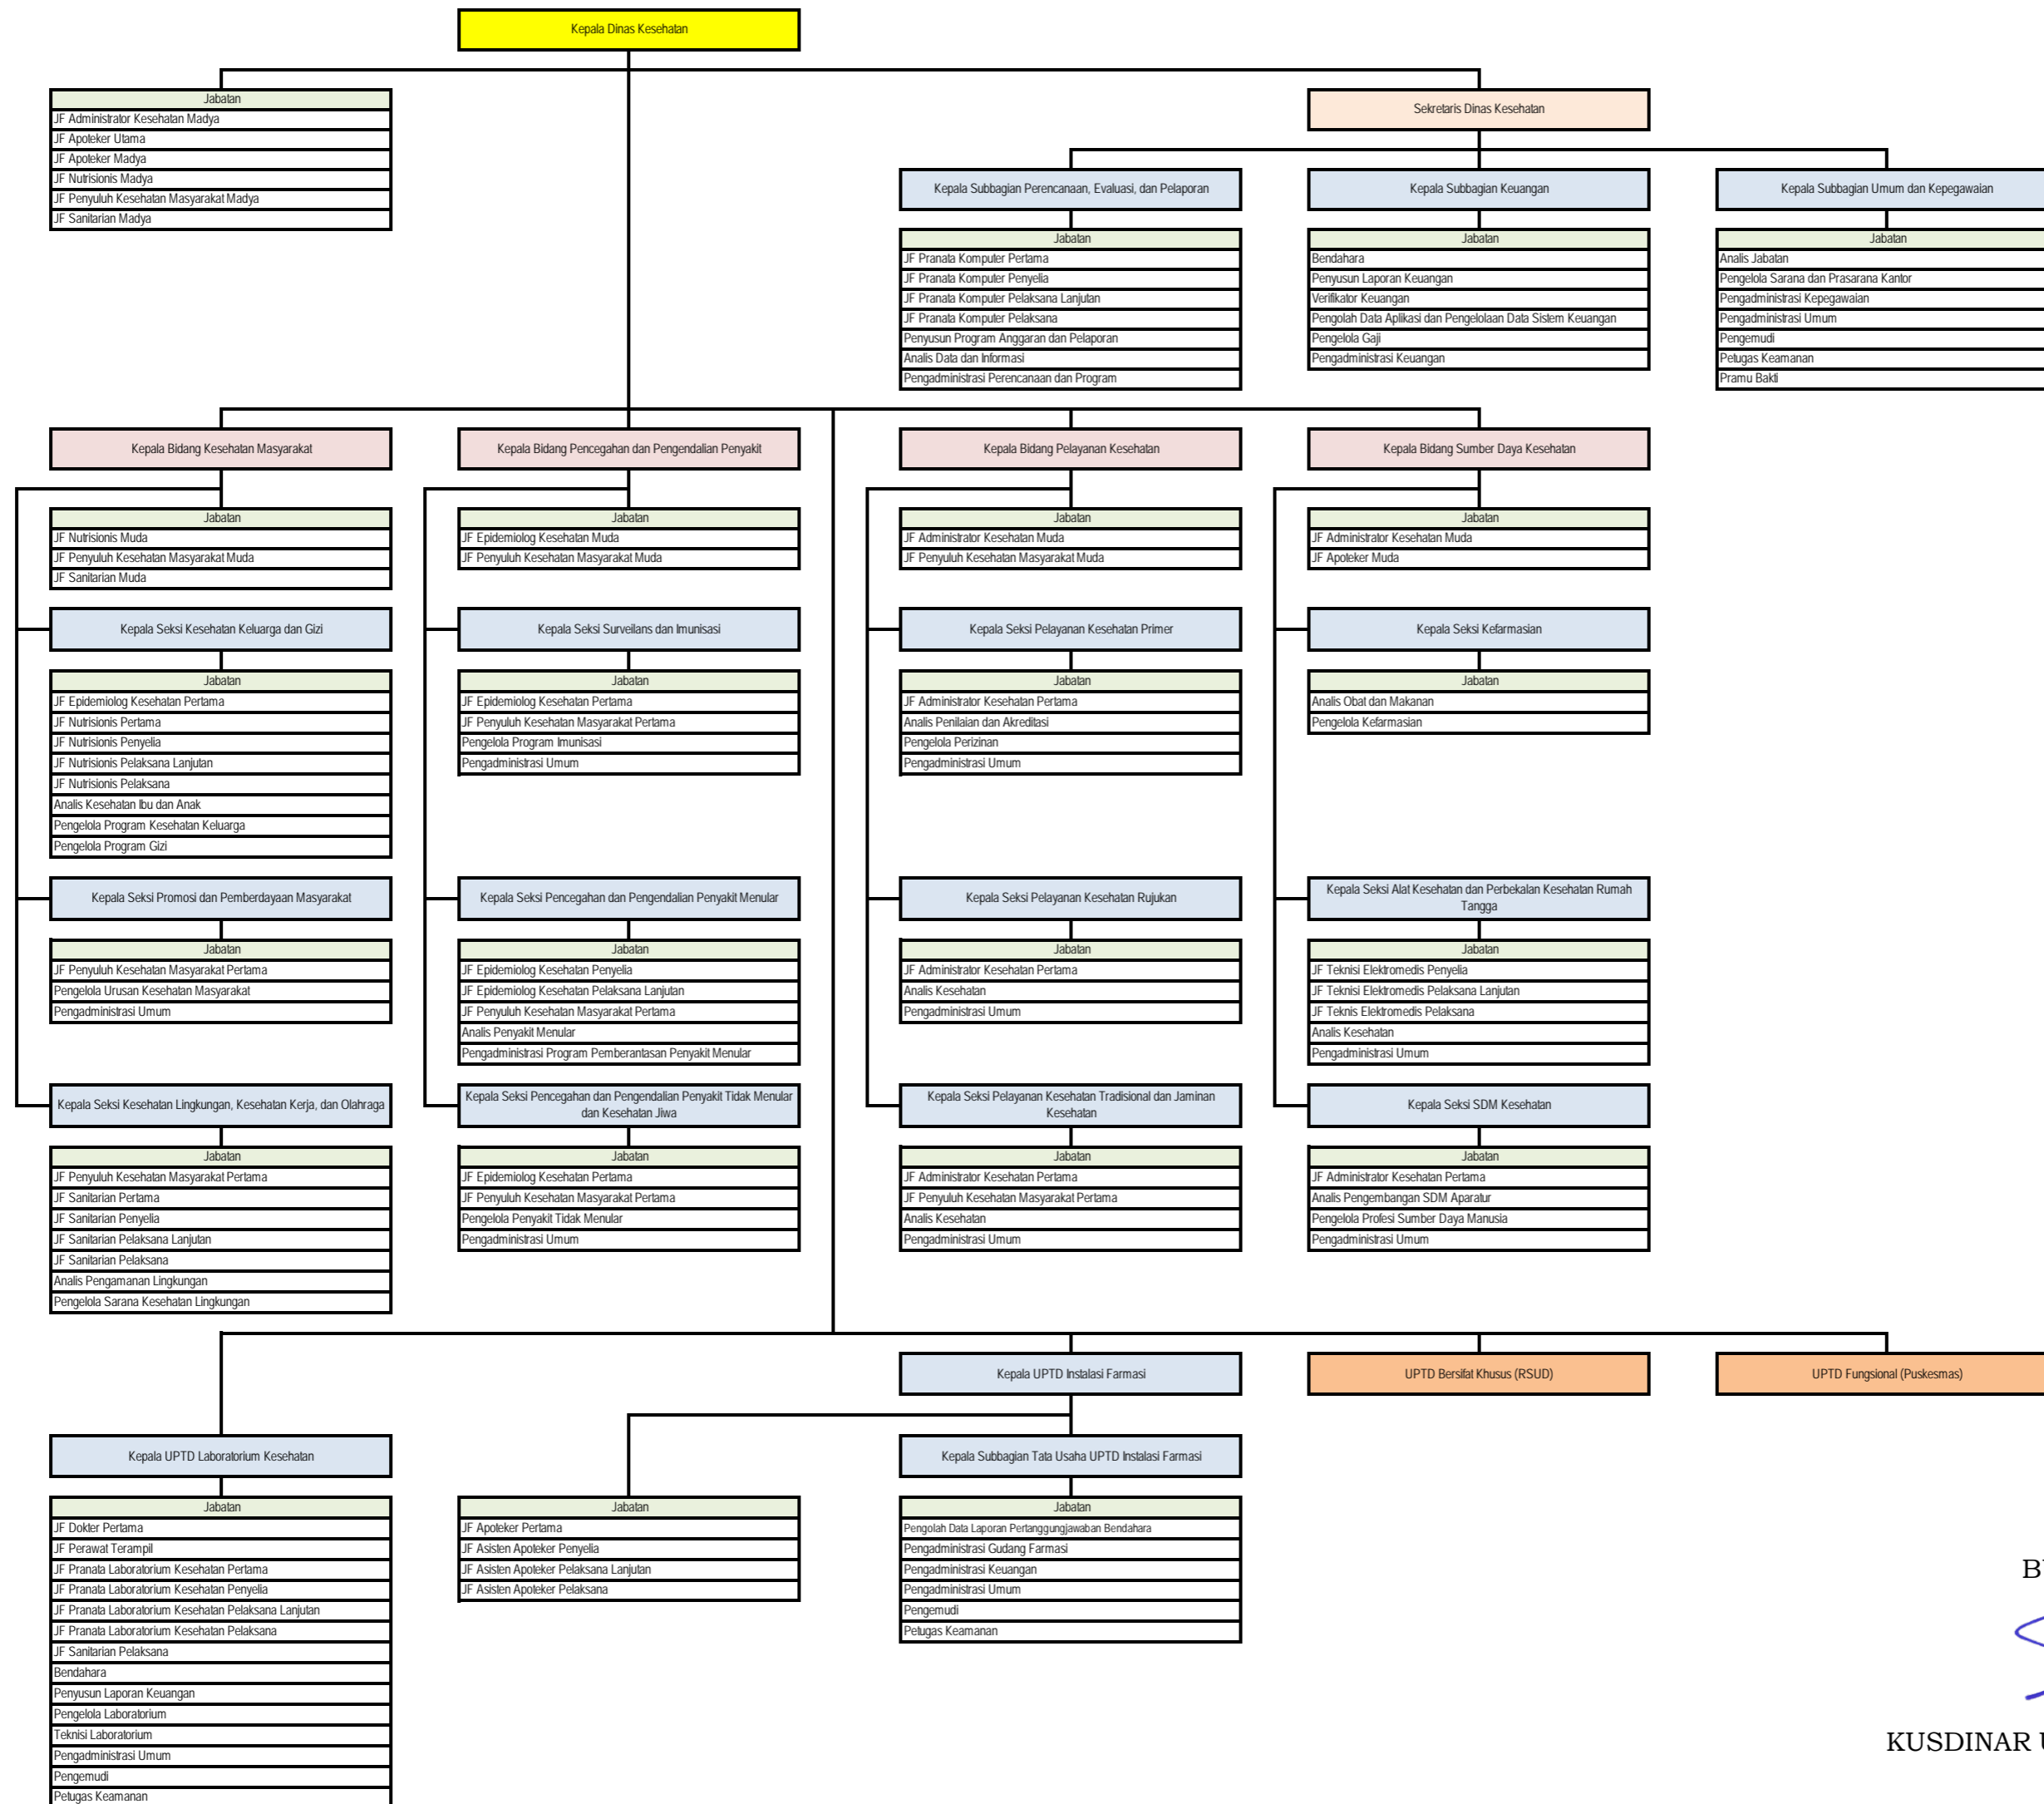 Kepala Dinas Kesehatan
Jabatan
JF Administrator Kesehatan Madya
JF Apoteker Utama
JF Apoteker Madya
JF Nutrisionis Madya
JF Penyuluh Kesehatan Masyarakat Madya
JF Sanitarian Madya
Sekretaris Dinas Kesehatan
Kepala Subbagian Perencanaan, Evaluasi, dan Pelaporan
Jabatan
JF Pranata Komputer Pertama
JF Pranata Komputer Penyelia
JF Pranata Komputer Pelaksana Lanjutan
JF Pranata Komputer Pelaksana
Penyusun Program Anggaran dan Pelaporan
Analis Data dan Informasi
Pengadministrasi Perencanaan dan Program
Kepala Subbagian Keuangan
Jabatan
Bendahara
Penyusun Laporan Keuangan
Verifikator Keuangan
Pengolah Data Aplikasi dan Pengelolaan Data Sistem Keuangan
Pengelola Gaji
Pengadministrasi Keuangan
Kepala Subbagian Umum dan Kepegawaian
Jabatan
Analis Jabatan
Pengelola Sarana dan Prasarana Kantor
Pengadministrasi Kepegawaian
Pengadministrasi Umum
Pengemudi
Petugas Keamanan
Pramu Bakti
Kepala Bidang Kesehatan Masyarakat
Jabatan
JF Nutrisionis Muda
JF Penyuluh Kesehatan Masyarakat Muda
JF Sanitarian Muda
Kepala Seksi Kesehatan Keluarga dan Gizi
Jabatan
JF Epidemiolog Kesehatan Pertama
JF Nutrisionis Pertama
JF Nutrisionis Penyelia
JF Nutrisionis Pelaksana Lanjutan
JF Nutrisionis Pelaksana
Analis Kesehatan Ibu dan Anak
Pengelola Program Kesehatan Keluarga
Pengelola Program Gizi
Kepala Seksi Promosi dan Pemberdayaan Masyarakat
Jabatan
JF Penyuluh Kesehatan Masyarakat Pertama
Pengelola Urusan Kesehatan Masyarakat
Pengadministrasi Umum
Kepala Seksi Kesehatan Lingkungan, Kesehatan Kerja, dan Olahraga
Jabatan
JF Penyuluh Kesehatan Masyarakat Pertama
JF Sanitarian Pertama
JF Sanitarian Penyelia
JF Sanitarian Pelaksana Lanjutan
JF Sanitarian Pelaksana
Analis Pengamanan Lingkungan
Pengelola Sarana Kesehatan Lingkungan
Kepala Bidang Pencegahan dan Pengendalian Penyakit
Jabatan
JF Epidemiolog Kesehatan Muda
JF Penyuluh Kesehatan Masyarakat Muda
Kepala Seksi Surveilans dan Imunisasi
Jabatan
JF Epidemiolog Kesehatan Pertama
JF Penyuluh Kesehatan Masyarakat Pertama
Pengelola Program Imunisasi
Pengadministrasi Umum
Kepala Seksi Pencegahan dan Pengendalian Penyakit Menular
Jabatan
JF Epidemiolog Kesehatan Penyelia
JF Epidemiolog Kesehatan Pelaksana Lanjutan
JF Penyuluh Kesehatan Masyarakat Pertama
Analis Penyakit Menular
Pengadministrasi Program Pemberantasan Penyakit Menular
Kepala Seksi Pencegahan dan Pengendalian Penyakit Tidak Menular
dan Kesehatan Jiwa
Jabatan
JF Epidemiolog Kesehatan Pertama
JF Penyuluh Kesehatan Masyarakat Pertama
Pengelola Penyakit Tidak Menular
Pengadministrasi Umum
Kepala Bidang Pelayanan Kesehatan
Jabatan
JF Administrator Kesehatan Muda
JF Penyuluh Kesehatan Masyarakat Muda
Kepala Seksi Pelayanan Kesehatan Primer
Jabatan
JF Administrator Kesehatan Pertama
Analis Penilaian dan Akreditasi
Pengelola Perizinan
Pengadministrasi Umum
Kepala Seksi Pelayanan Kesehatan Rujukan
Jabatan
JF Administrator Kesehatan Pertama
Analis Kesehatan
Pengadministrasi Umum
Kepala Seksi Pelayanan Kesehatan Tradisional dan Jaminan
Kesehatan
Jabatan
JF Administrator Kesehatan Pertama
JF Penyuluh Kesehatan Masyarakat Pertama
Analis Kesehatan
Pengadministrasi Umum
Kepala Bidang Sumber Daya Kesehatan
Jabatan
JF Administrator Kesehatan Muda
JF Apoteker Muda
Kepala Seksi Kefarmasian
Jabatan
Analis Obat dan Makanan
Pengelola Kefarmasian
Kepala Seksi Alat Kesehatan dan Perbekalan Kesehatan Rumah
Tangga
Jabatan
JF Teknisi Elektromedis Penyelia
JF Teknisi Elektromedis Pelaksana Lanjutan
JF Teknis Elektromedis Pelaksana
Analis Kesehatan
Pengadministrasi Umum
Kepala Seksi SDM Kesehatan
Jabatan
JF Administrator Kesehatan Pertama
Analis Pengembangan SDM Aparatur
Pengelola Profesi Sumber Daya Manusia
Pengadministrasi Umum
Kepala UPTD Laboratorium Kesehatan
Jabatan
JF Dokter Pertama
JF Perawat Terampil
JF Pranata Laboratorium Kesehatan Pertama
JF Pranata Laboratorium Kesehatan Penyelia
JF Pranata Laboratorium Kesehatan Pelaksana Lanjutan
JF Pranata Laboratorium Kesehatan Pelaksana
JF Sanitarian Pelaksana
Bendahara
Penyusun Laporan Keuangan
Pengelola Laboratorium
Teknisi Laboratorium
Pengadministrasi Umum
Pengemudi
Petugas Keamanan
Kepala UPTD Instalasi Farmasi
Jabatan
JF Apoteker Pertama
JF Asisten Apoteker Penyelia
JF Asisten Apoteker Pelaksana Lanjutan
JF Asisten Apoteker Pelaksana
Kepala Subbagian Tata Usaha UPTD Instalasi Farmasi
Jabatan
Pengolah Data Laporan Pertanggungjawaban Bendahara
Pengadministrasi Gudang Farmasi
Pengadministrasi Keuangan
Pengadministrasi Umum
Pengemudi
Petugas Keamanan
UPTD Bersifat Khusus (RSUD)
UPTD Fungsional (Puskesmas)
KUSDINAR